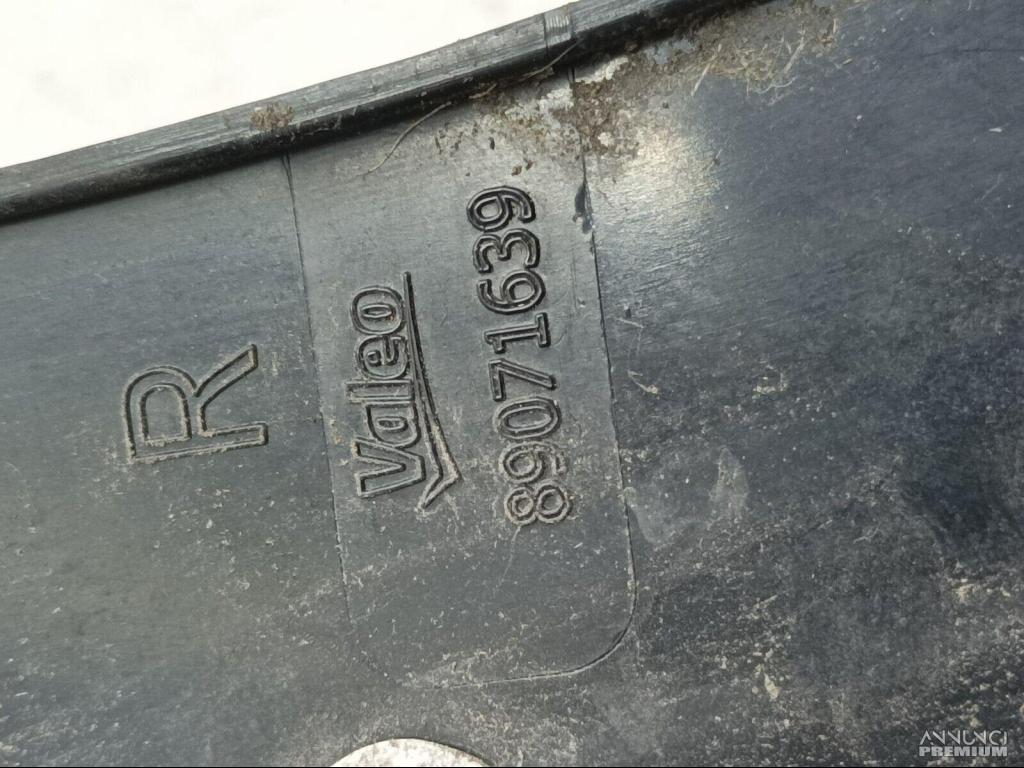 R
Valeo
89071639
ANNUNCI
PREMIUM